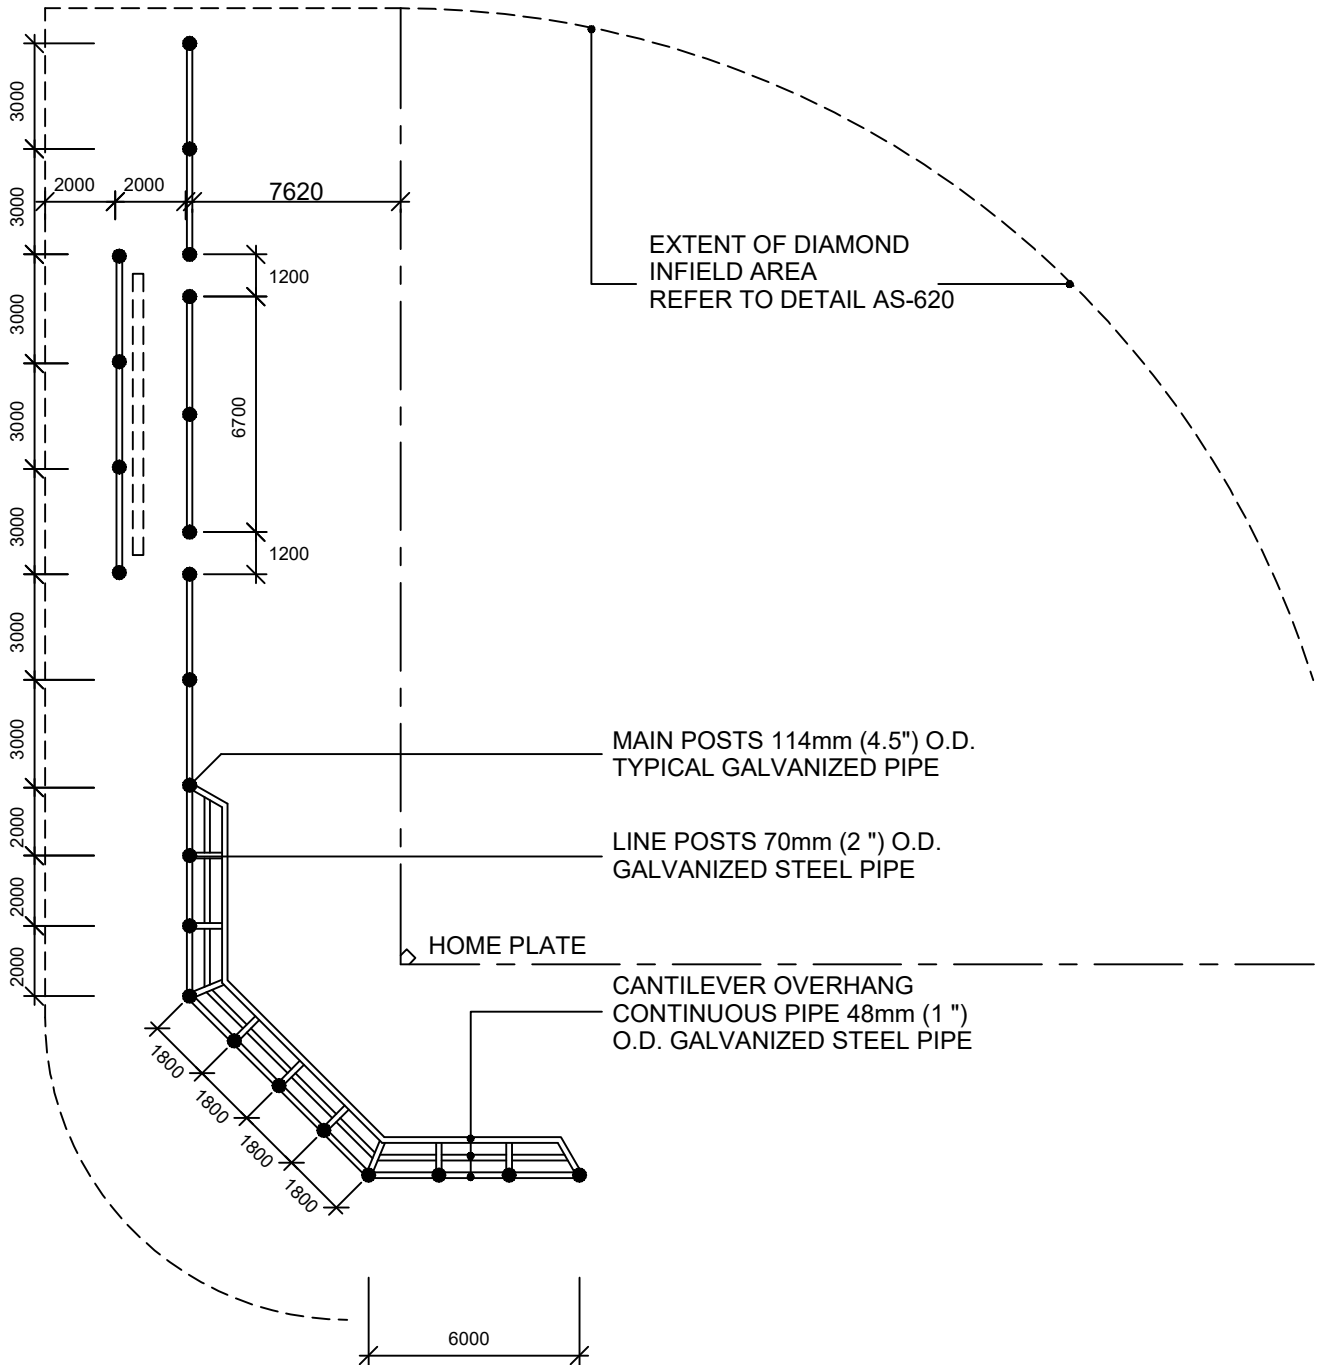 3000
3000
3000
3000
3000
3000
3000
2000
2000
2000
2000
2000
7620
1200
6700
1200
EXTENT OF DIAMOND
INFIELD AREA
REFER TO DETAIL AS-620
MAIN POSTS 114mm (4.5") O.D.
TYPICAL GALVANIZED PIPE
LINE POSTS 70mm (2 ") O.D.
GALVANIZED STEEL PIPE
HOME PLATE
CANTILEVER OVERHANG
CONTINUOUS PIPE 48mm (1 ")
O.D. GALVANIZED STEEL PIPE
1800
1800
1800
1800
6000